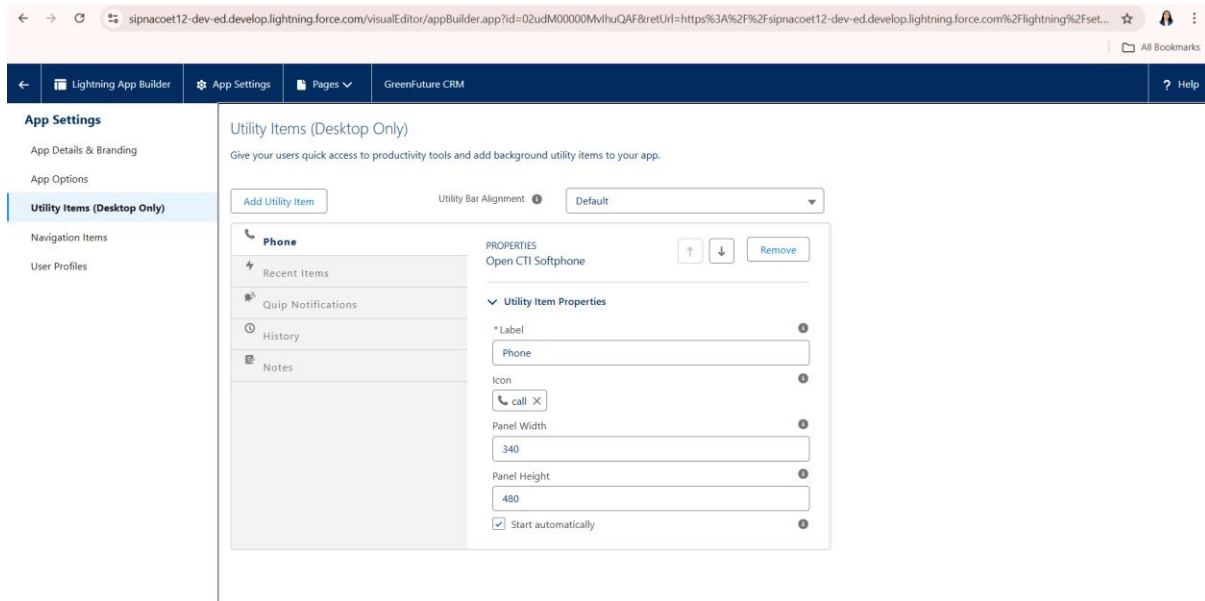 sipnacoet12-dev-ed.develop.lightning.force.com/visualEditor/appBuilder.app?id=02udM00000MvIhuQAF&retUrl=https%3A%2F%2Fsipnacoet12-dev-ed.develop.lightning.force.com%2Flightning%2Fset...
All Bookmarks
Lightning App Builder
App Settings
Pages
GreenFuture CRM
? Help
App Settings
App Details & Branding
App Options
Utility Items (Desktop Only)
Navigation Items
User Profiles
Utility Items (Desktop Only)
Give your users quick access to productivity tools and add background utility items to your app.
Add Utility Item
Utility Bar Alignment
Default
Phone
Recent Items
Quip Notifications
History
Notes
PROPERTIES
Open CTI Softphone
Remove
Utility Item Properties
*Label
Phone
Icon
call
Panel Width
340
Panel Height
480
Start automatically